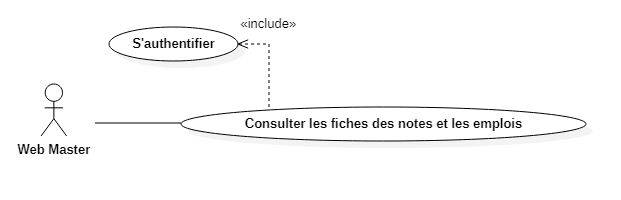 «include»
S'authentifier
Consulter les fiches des notes et les emplois
Web Master